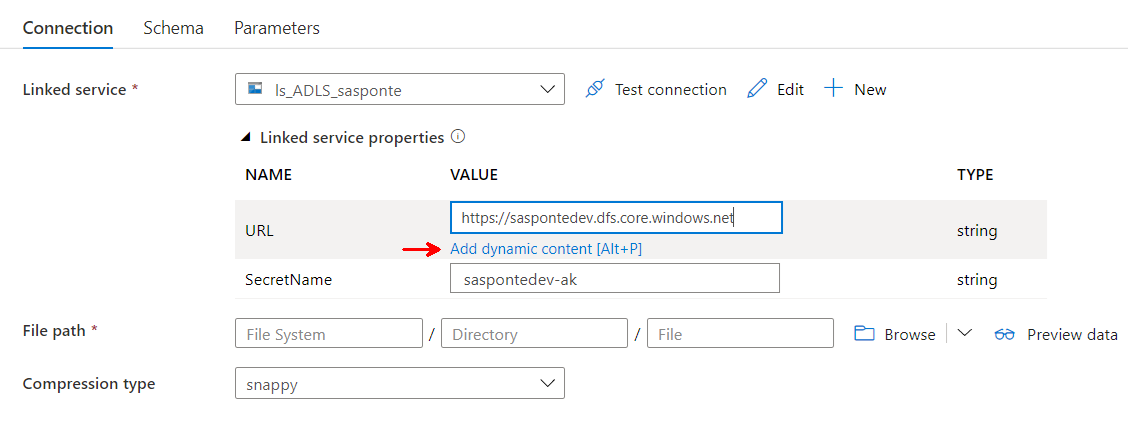 Connection Schema Parameters
Linked service * ls_ADLS_sasponte Test connection Edit New
Linked service properties
NAME VALUE TYPE
URL https://saspontedev.dfs.core.windows.net string
Add dynamic content [Alt+P]
SecretName saspontedev-ak string
File path * File System / Directory / File Browse Preview data
Compression type snappy